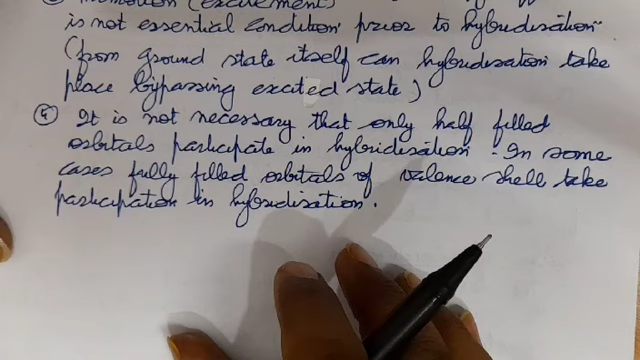 Promotion (excitement)
is not essential condition prior to hybridisation
(from ground state itself can hybridisation take
place bypassing excited state)
④ It is not necessary that only half filled
orbitals participate in hybridisation. In some
cases fully filled orbitals of valence shell take
participation in hybridisation.